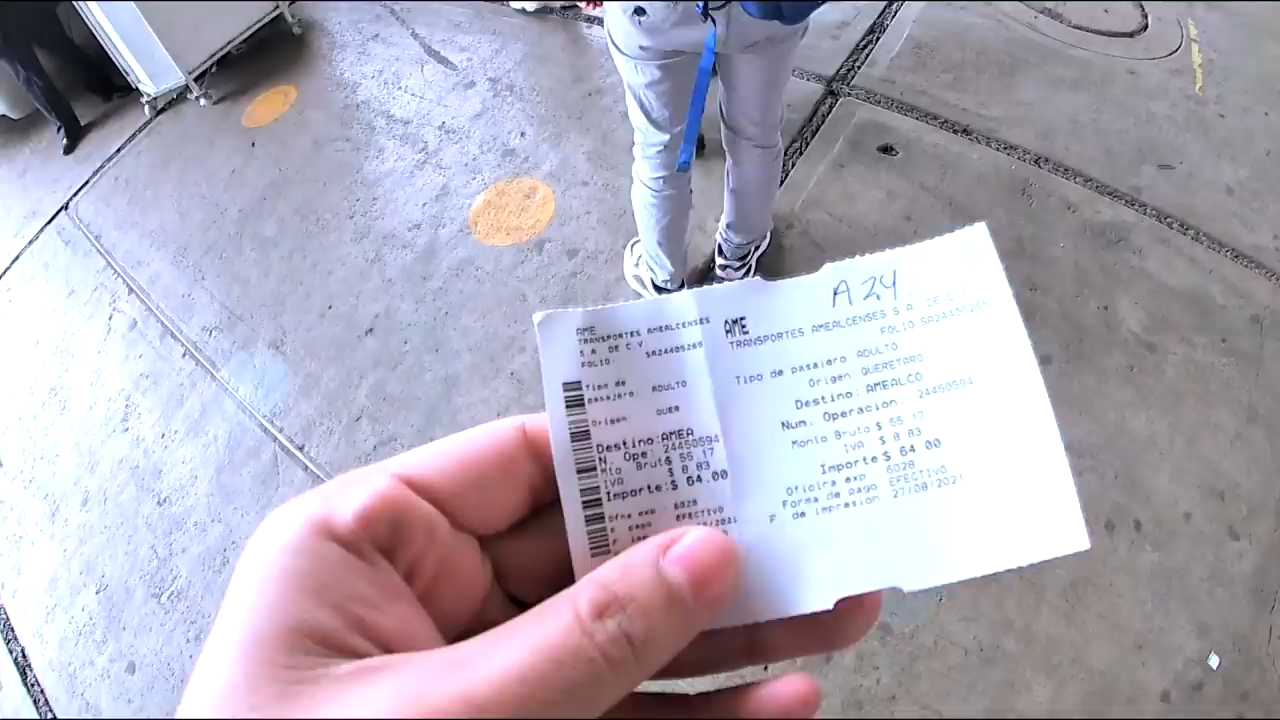 AME
TRANSPORTES AMEALCENSES
S.A. DE C.V.
FOLIO: SA24405269
Tipo de
pasajero: ADULTO
Origen: QUER
Destino:AMEA
N. Ope: 24450594
Mto Brut$ 55.17
IVA $ 8.83
Importe:$ 64.00
Ofna exp: 6028
F pago EFECTIVO
A24
AME
TRANSPORTES AMEALCENSES S.A. DE C.
FOLIO
Tipo de pasajero ADULTO
Origen QUERETARO
Destino: AMEALCO
Num. Operacion 24450594
Monto Bruto $ 55.17
IVA $ 8.83
Importe $ 64.00
Oficina exp 6028
Forma de pago EFECTIVO
F de impresion 27/08/2021